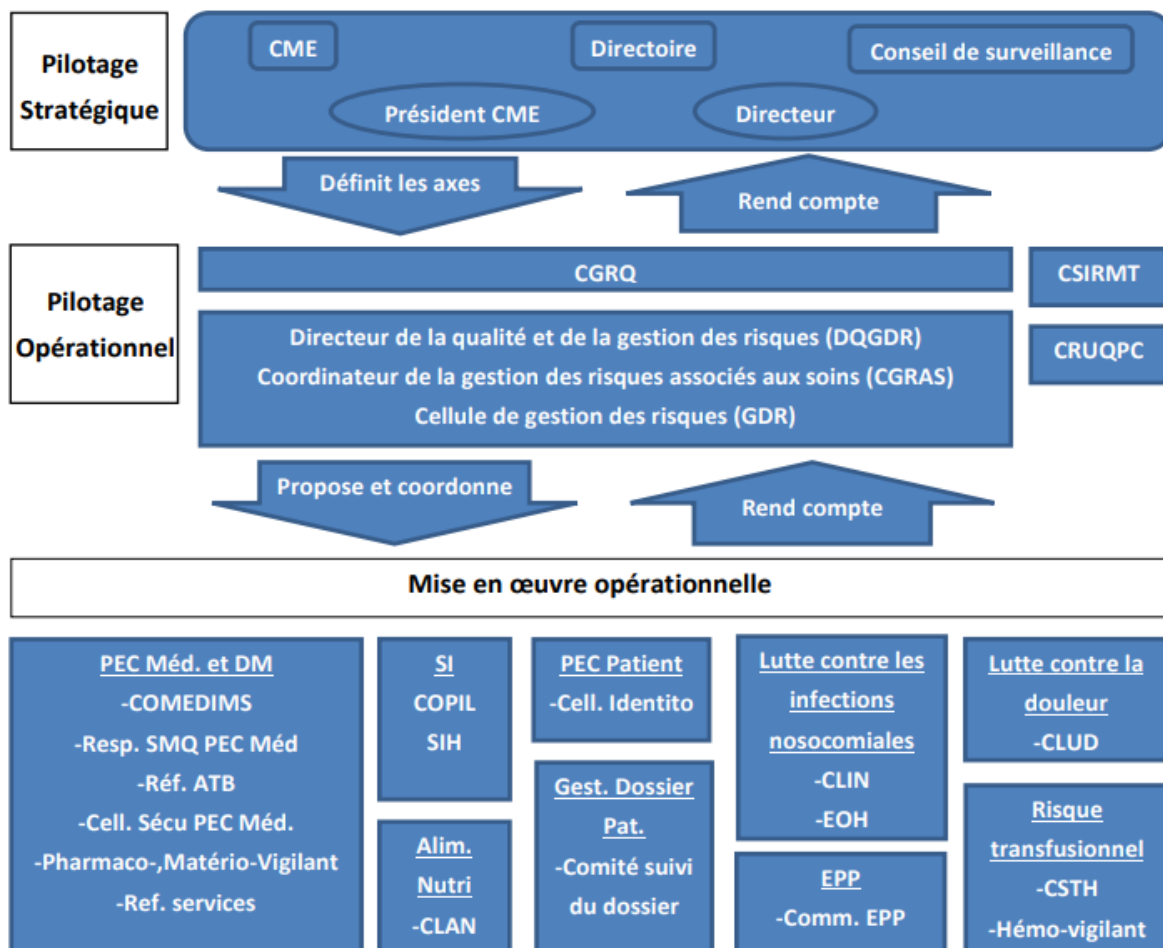 Pilotage
Stratégique
CME
Directoire
Conseil de surveillance
Président CME
Directeur
Définit les axes
Rend compte
Pilotage
Opérationnel
CGRQ
CSIRMT
Directeur de la qualité et de la gestion des risques (DQGDR)
Coordinateur de la gestion des risques associés aux soins (CGRAS)
Cellule de gestion des risques (GDR)
CRUQPC
Propose et coordonne
Rend compte
Mise en œuvre opérationnelle
PEC Méd. et DM
-COMEDIMS
-Resp. SMQ PEC Méd
-Réf. ATB
-Cell. Sécu PEC Méd.
-Pharmaco-,Matério-Vigilant
-Ref. services
SI
COPIL
SIH
Alim.
Nutri
-CLAN
PEC Patient
-Cell. Identito
Gest. Dossier
Pat.
-Comité suivi
du dossier
Lutte contre les
infections
nosocomiales
-CLIN
-EOH
EPP
-Comm. EPP
Lutte contre la
douleur
-CLUD
Risque
transfusionnel
-CSTH
-Hémo-vigilant